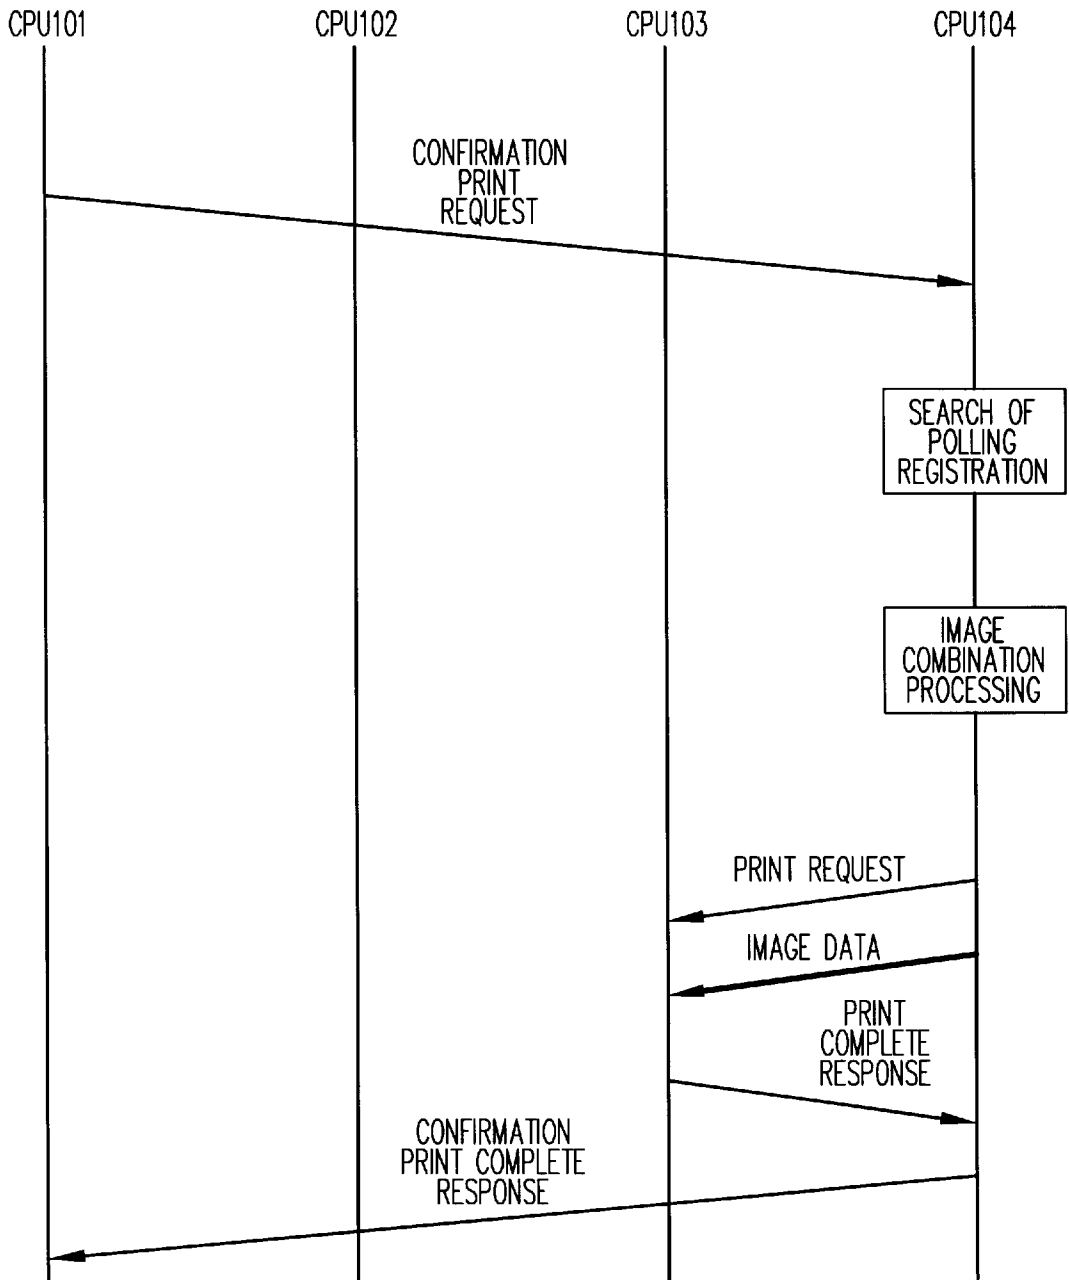 CPU101 CPU102 CPU103 CPU104
CONFIRMATION
PRINT
REQUEST
SEARCH OF
POLLING
REGISTRATION
IMAGE
COMBINATION
PROCESSING
PRINT REQUEST
IMAGE DATA
PRINT
COMPLETE
RESPONSE
CONFIRMATION
PRINT COMPLETE
RESPONSE